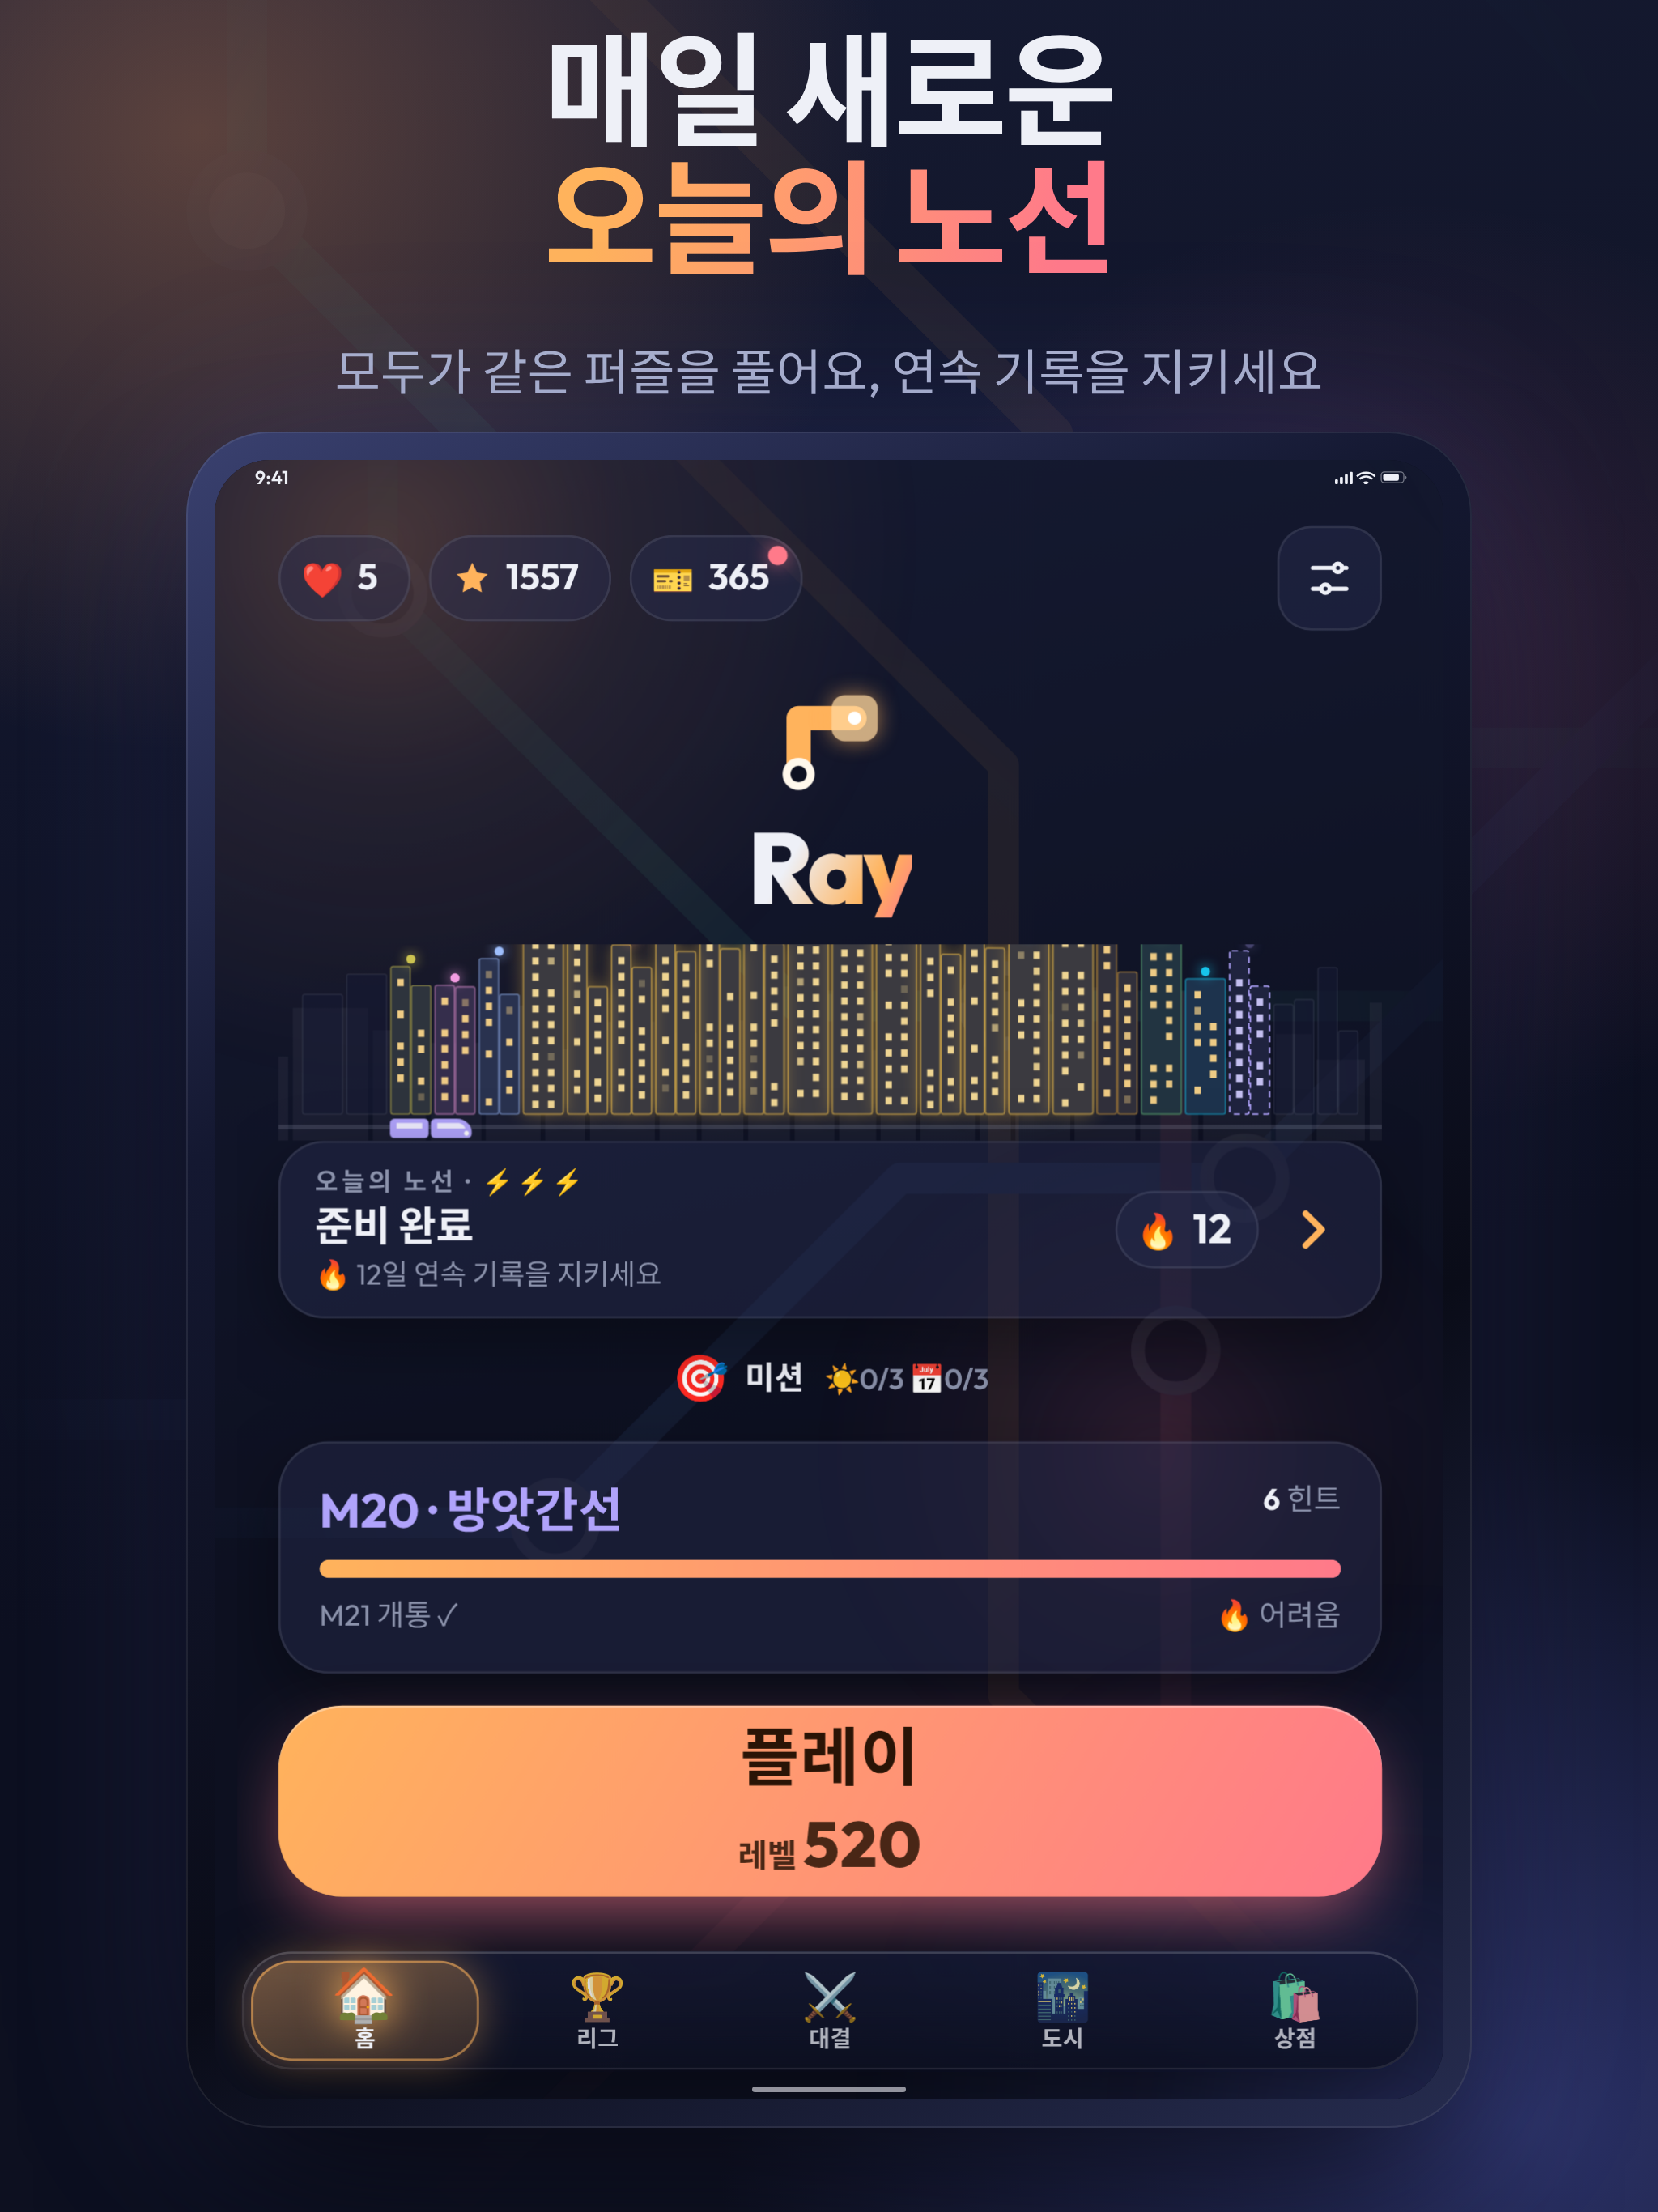 매일 새로운
오늘의 노선
모두가 같은 퍼즐을 풀어요, 연속 기록을 지키세요
9:41
5
1557
365
Ray
오늘의 노선 · ⚡⚡⚡
준비 완료
🔥 12일 연속 기록을 지키세요
🔥 12
미션 ☀️0/3 📅0/3
M20 · 방앗간선
6 힌트
M21 개통 ✓
🔥 어려움
플레이
레벨 520
홈
리그
대결
도시
상점